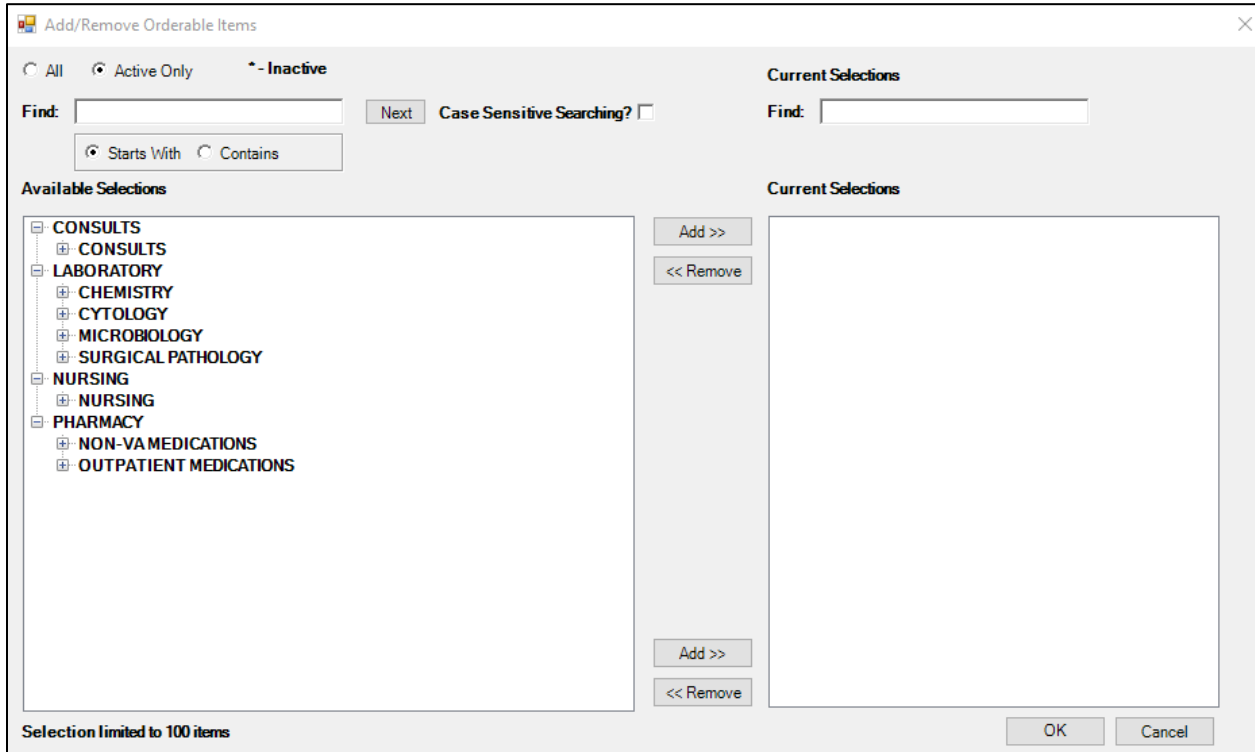 Add/Remove Orderable Items
All Active Only * - Inactive
Current Selections
Find: Next Case Sensitive Searching? Find:
Starts With Contains
Available Selections Current Selections
CONSULTS
CONSULTS
LABORATORY
CHEMISTRY
CYTOLOGY
MICROBIOLOGY
SURGICAL PATHOLOGY
NURSING
NURSING
PHARMACY
NON-VA MEDICATIONS
OUTPATIENT MEDICATIONS
Add >>
<< Remove
Add >>
<< Remove
Selection limited to 100 items
OK Cancel